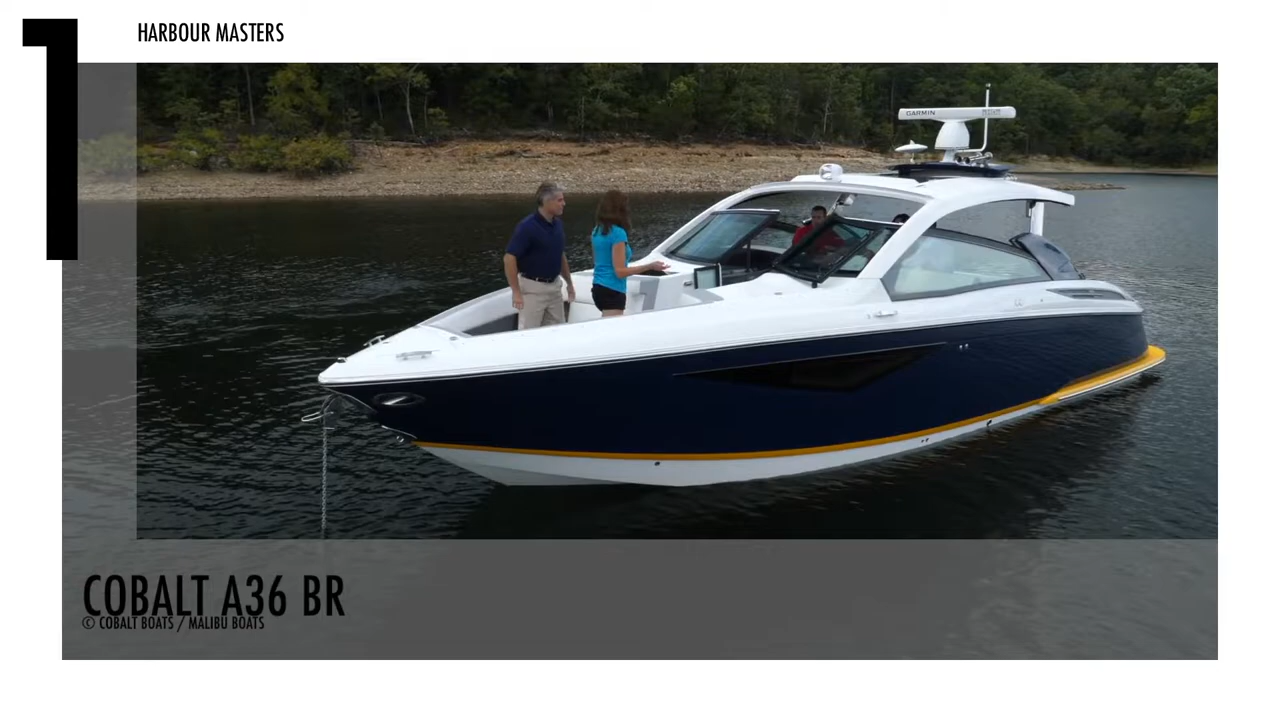 1
HARBOUR MASTERS
GARMIN
COBALT A36 BR
© COBALT BOATS / MALIBU BOATS